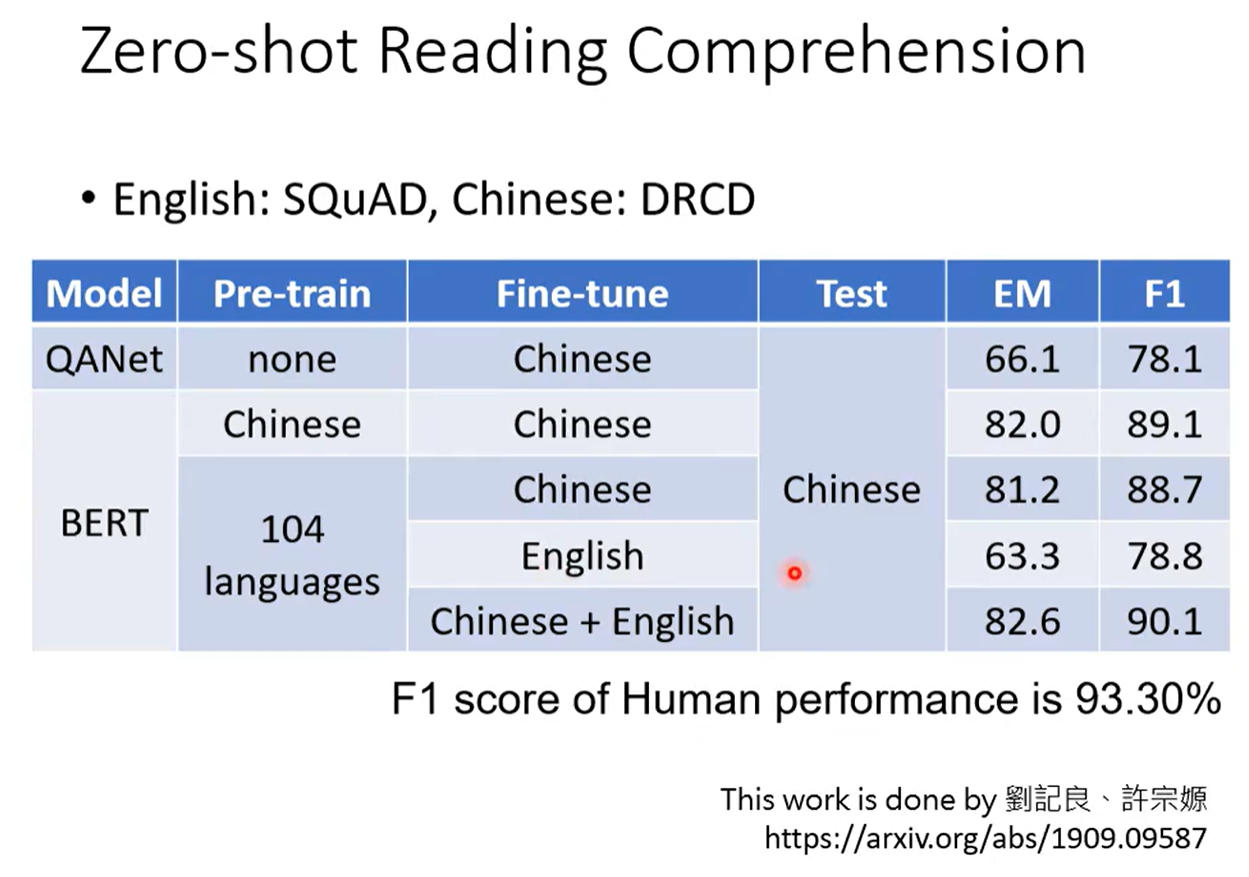 Zero-shot Reading Comprehension
• English: SQuAD, Chinese: DRCD
Model Pre-train Fine-tune Test EM F1
QANet none Chinese 66.1 78.1
Chinese Chinese 82.0 89.1
BERT 104 languages Chinese Chinese 81.2 88.7
English 63.3 78.8
Chinese + English 82.6 90.1
F1 score of Human performance is 93.30%
This work is done by 劉記良、許宗嫄
https://arxiv.org/abs/1909.09587